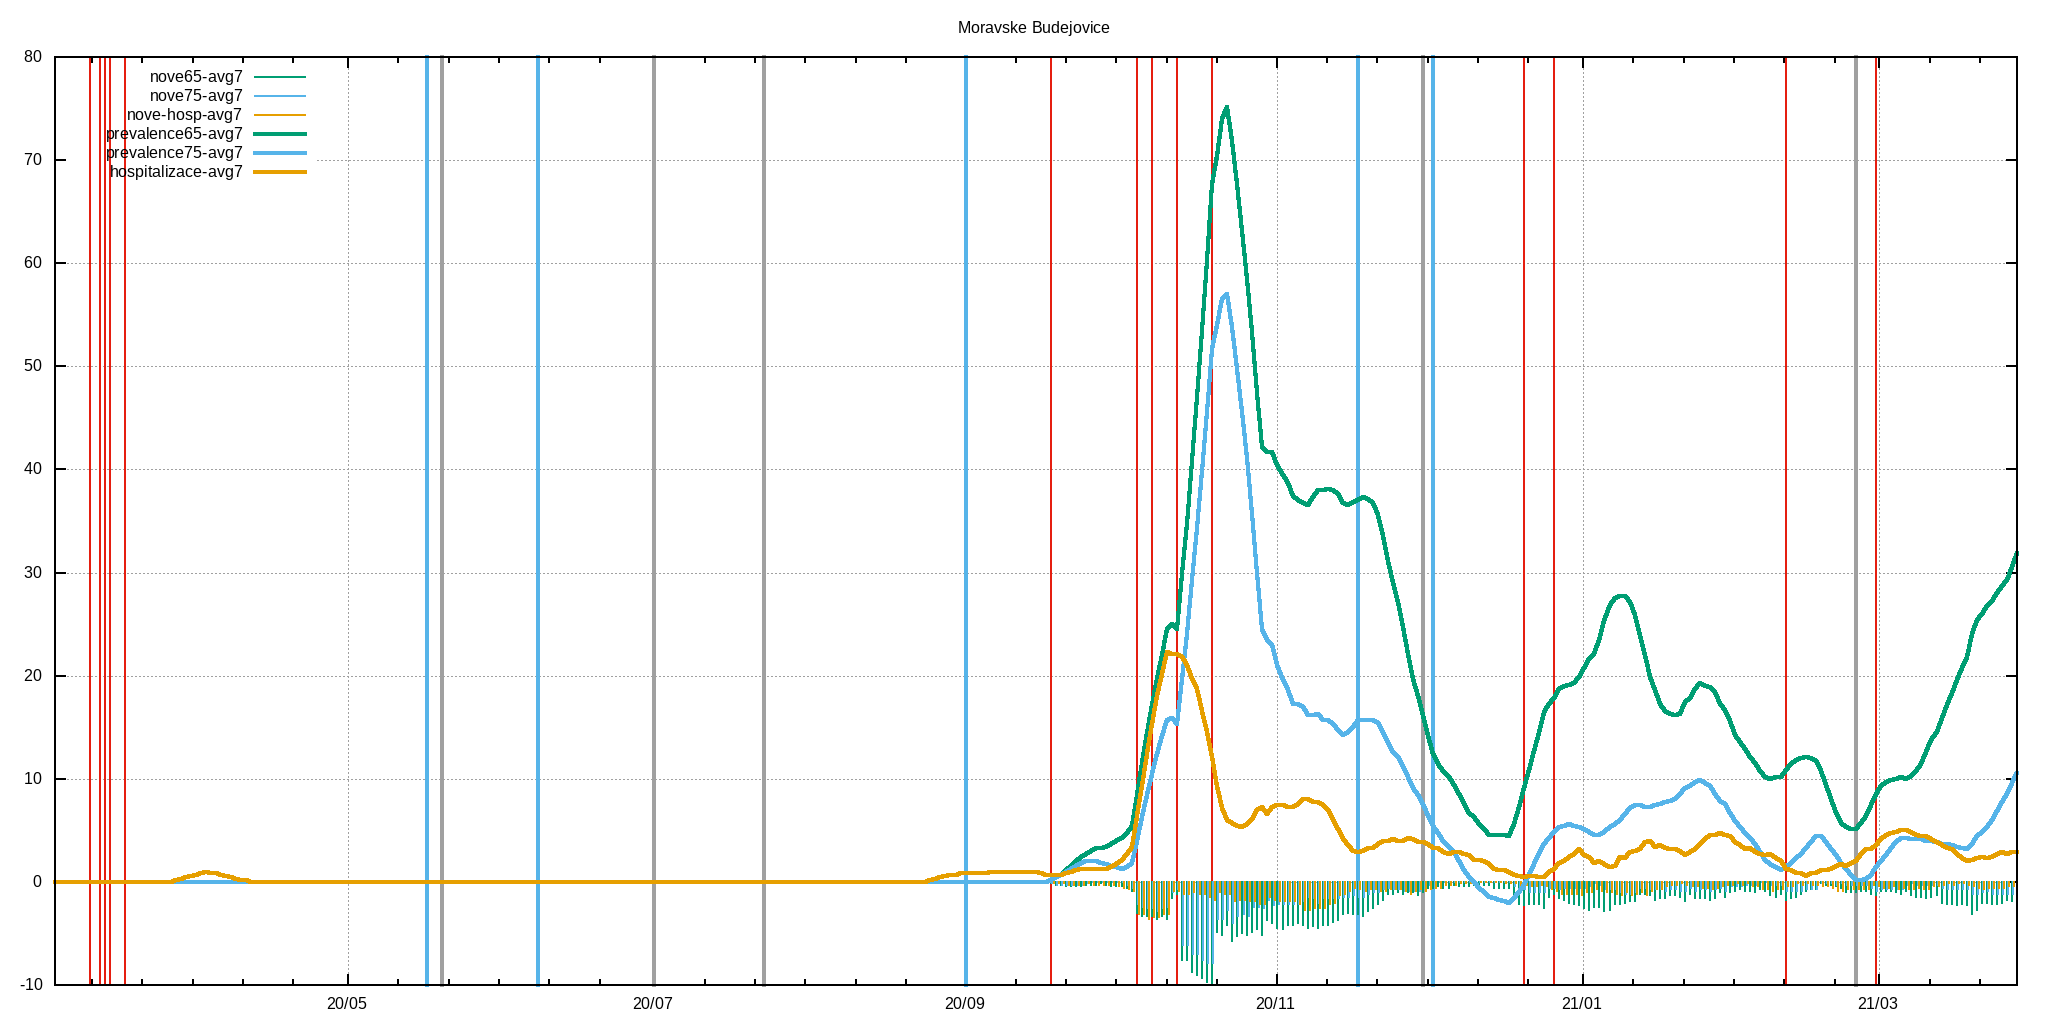 Moravske Budejovice
80
70
60
50
40
30
20
10
0
-10
nove65-avg7
nove75-avg7
nove-hosp-avg7
prevalence65-avg7
prevalence75-avg7
hospitalizace-avg7
20/05
20/07
20/09
20/11
21/01
21/03